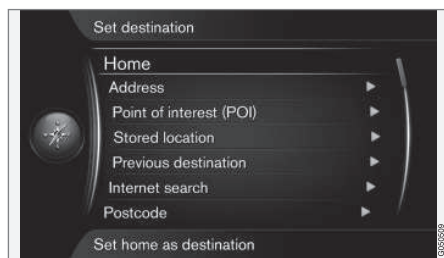 Set destination
Home
Address
Point of interest (POI)
Stored location
Previous destination
Internet search
Postcode
Set home as destination
G050509